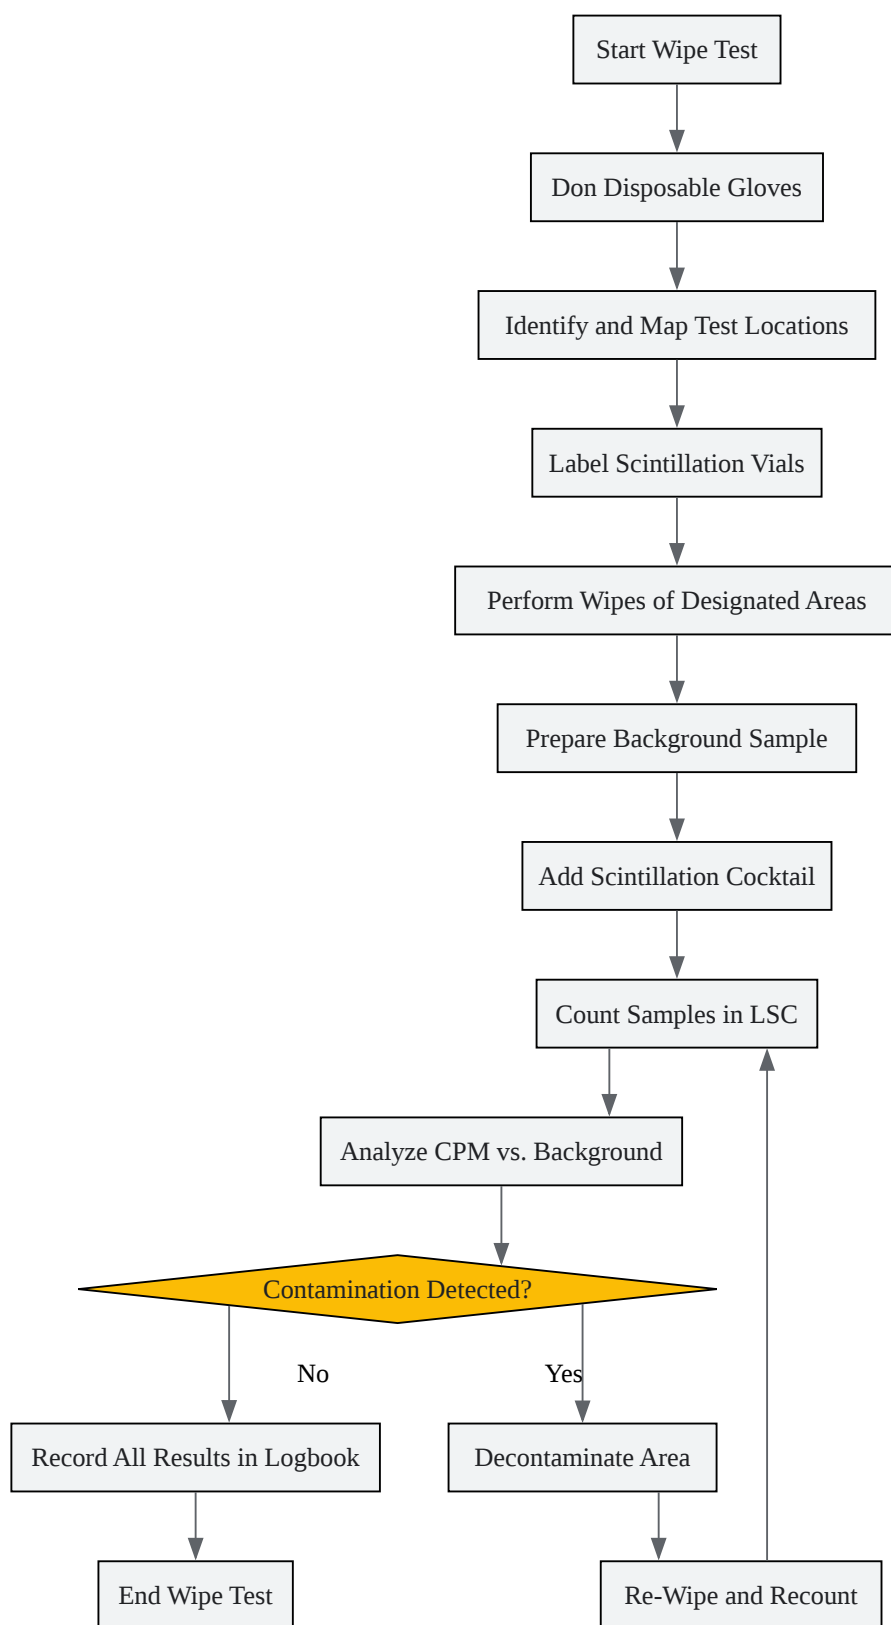 Start Wipe Test
Don Disposable Gloves
Identify and Map Test Locations
Label Scintillation Vials
Perform Wipes of Designated Areas
Prepare Background Sample
Add Scintillation Cocktail
Count Samples in LSC
Analyze CPM vs. Background
Contamination Detected?
No
Yes
Record All Results in Logbook
Decontaminate Area
End Wipe Test
Re-Wipe and Recount